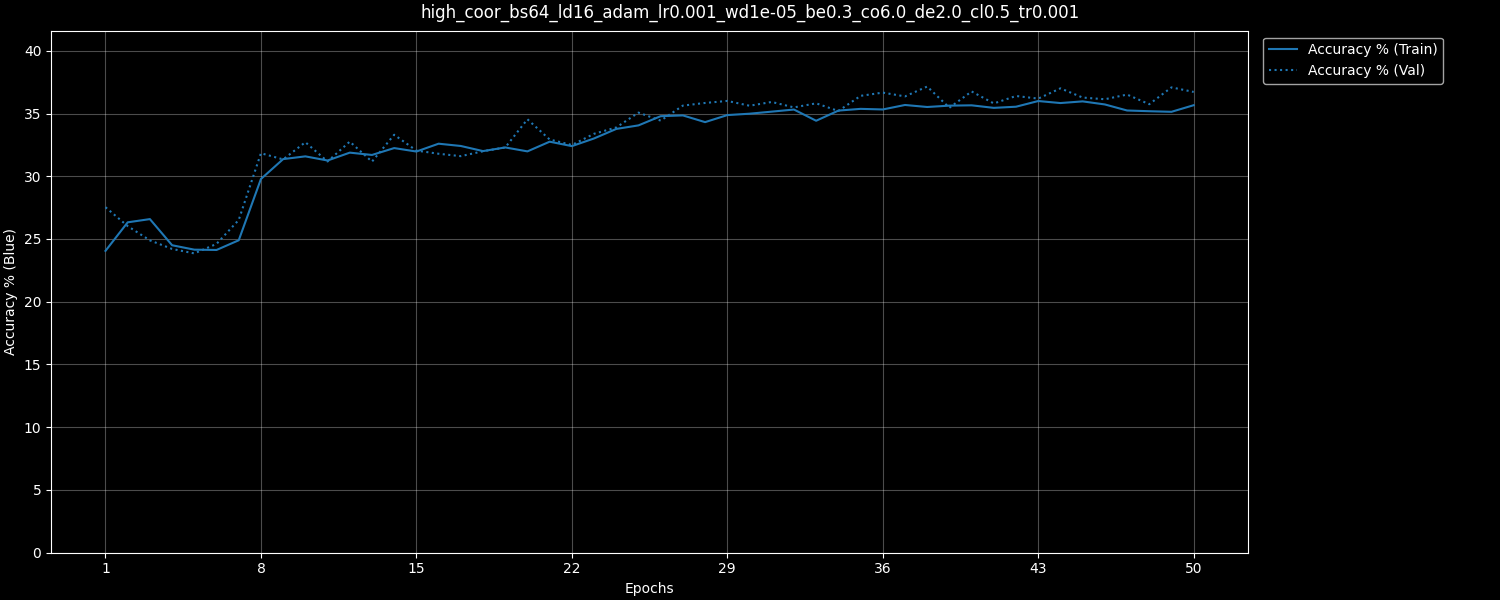 high_coor_bs64_ld16_adam_lr0.001_wd1e-05_be0.3_co6.0_de2.0_cl0.5_tr0.001
Accuracy % (Train)
Accuracy % (Val)
40
35
30
25
20
15
10
5
0
Accuracy % (Blue)
1 8 15 22 29 36 43 50
Epochs